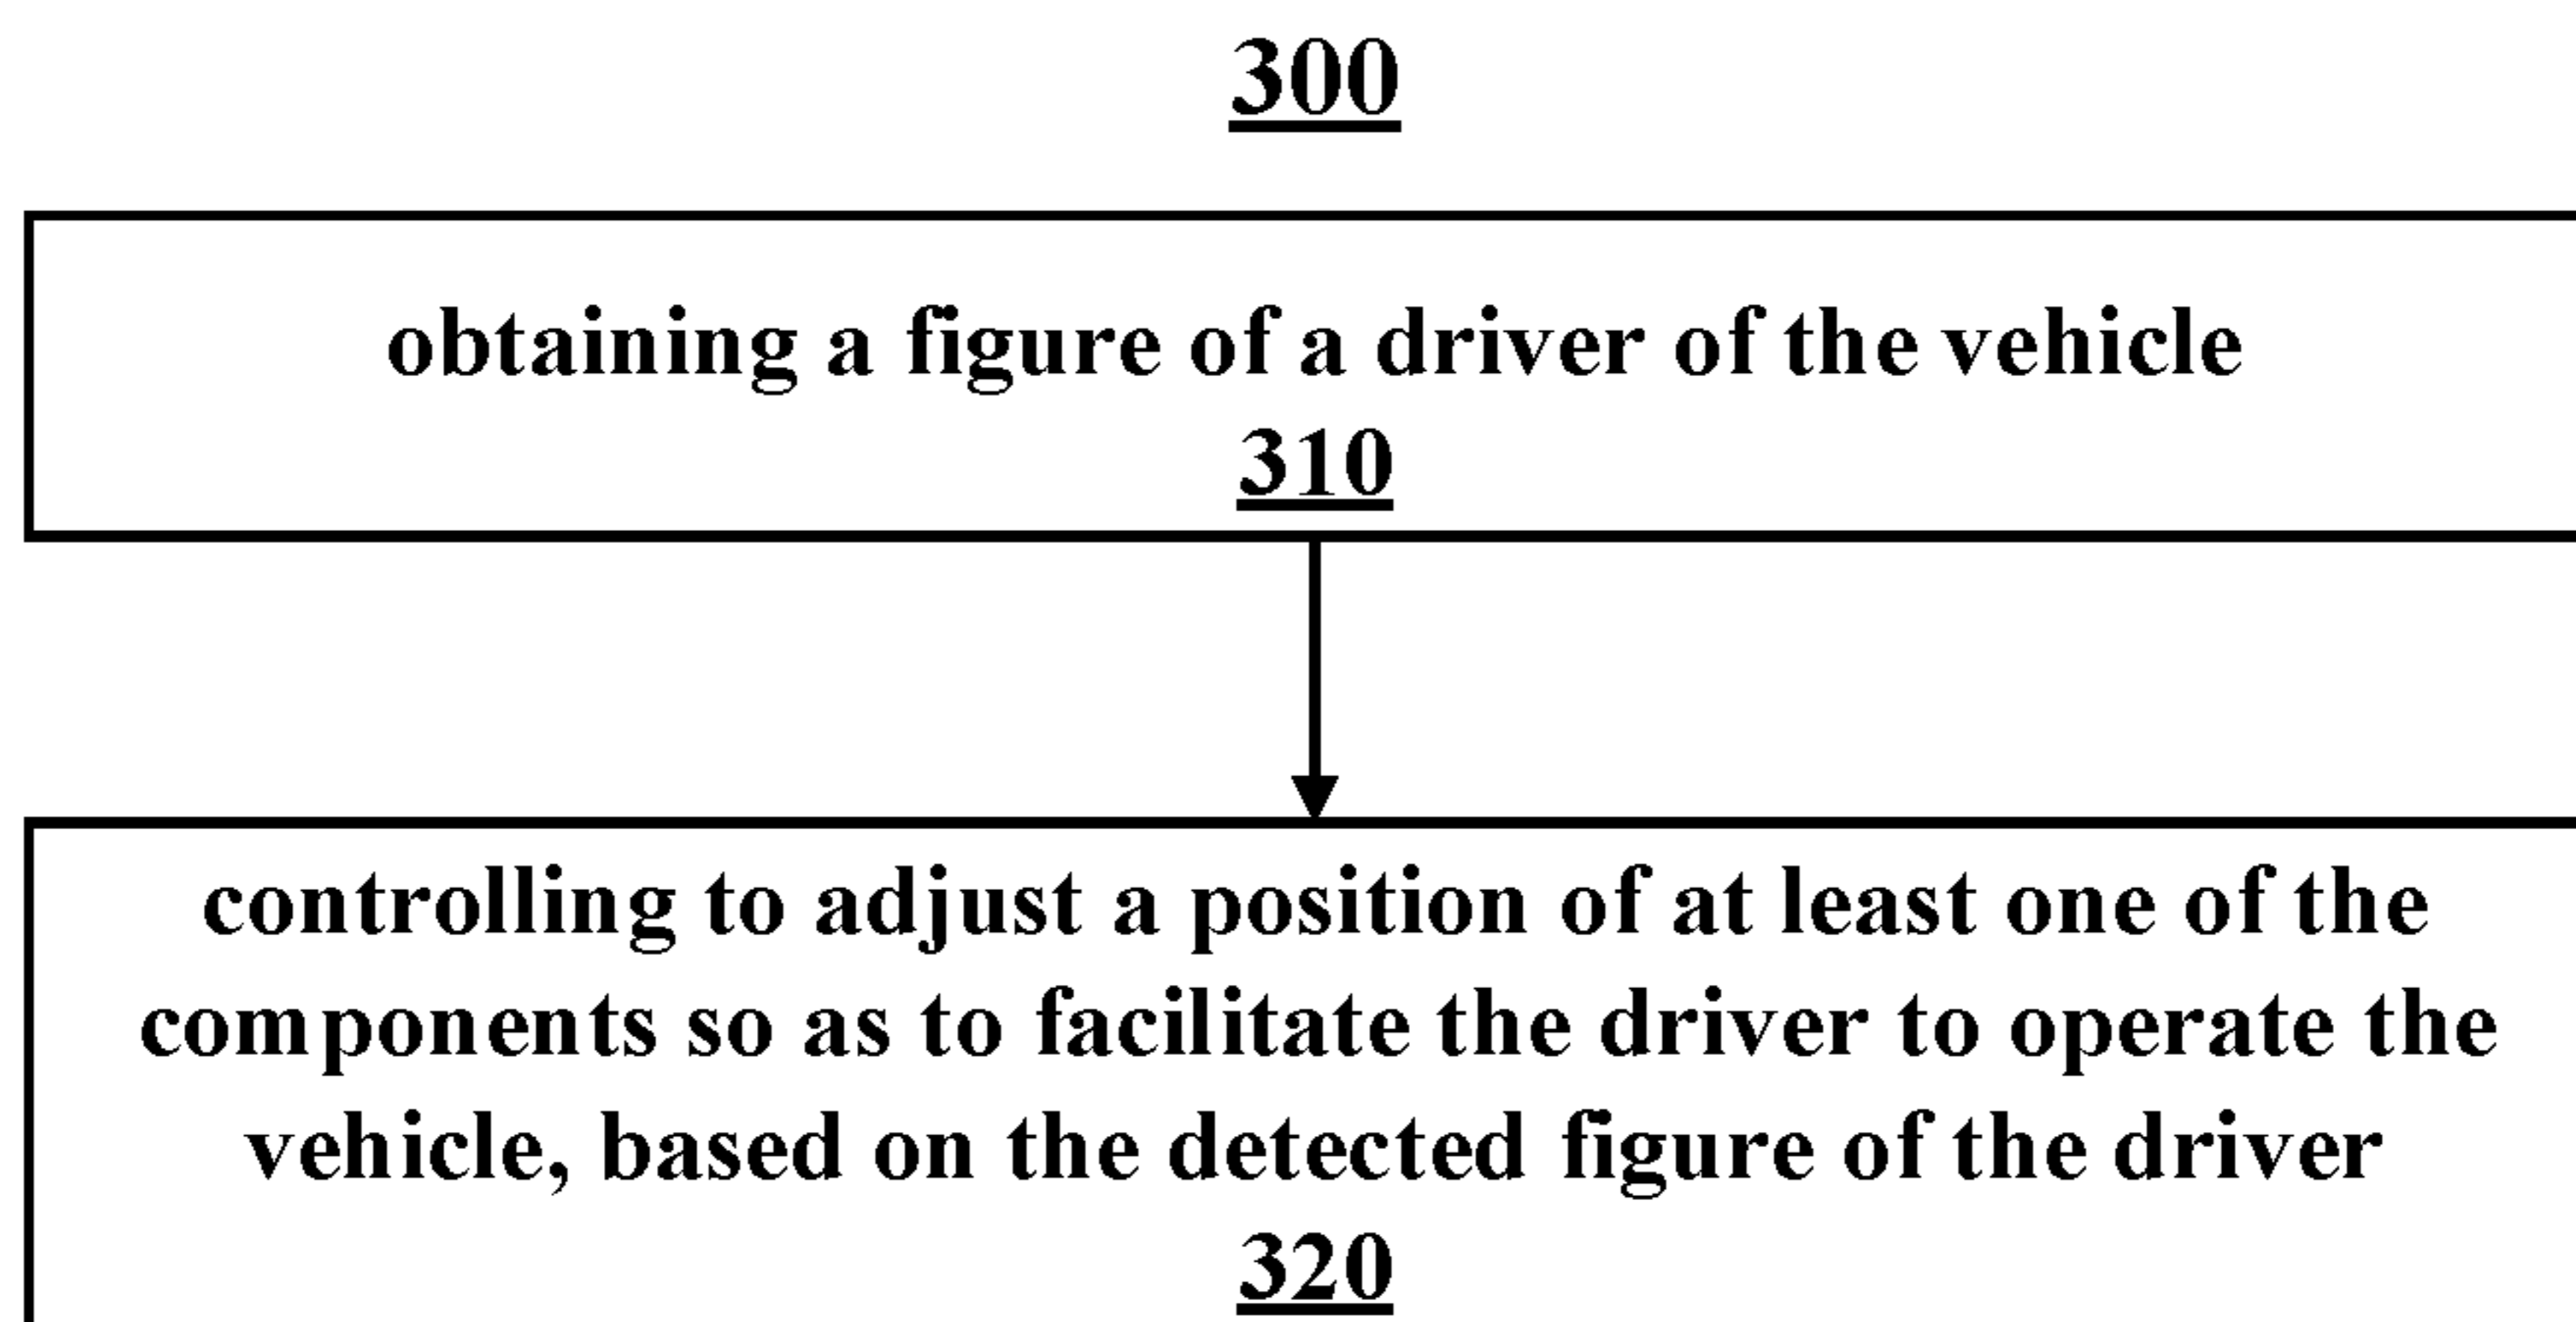 300
obtaining a figure of a driver of the vehicle
310
controlling to adjust a position of at least one of the
components so as to facilitate the driver to operate the
vehicle, based on the detected figure of the driver
320